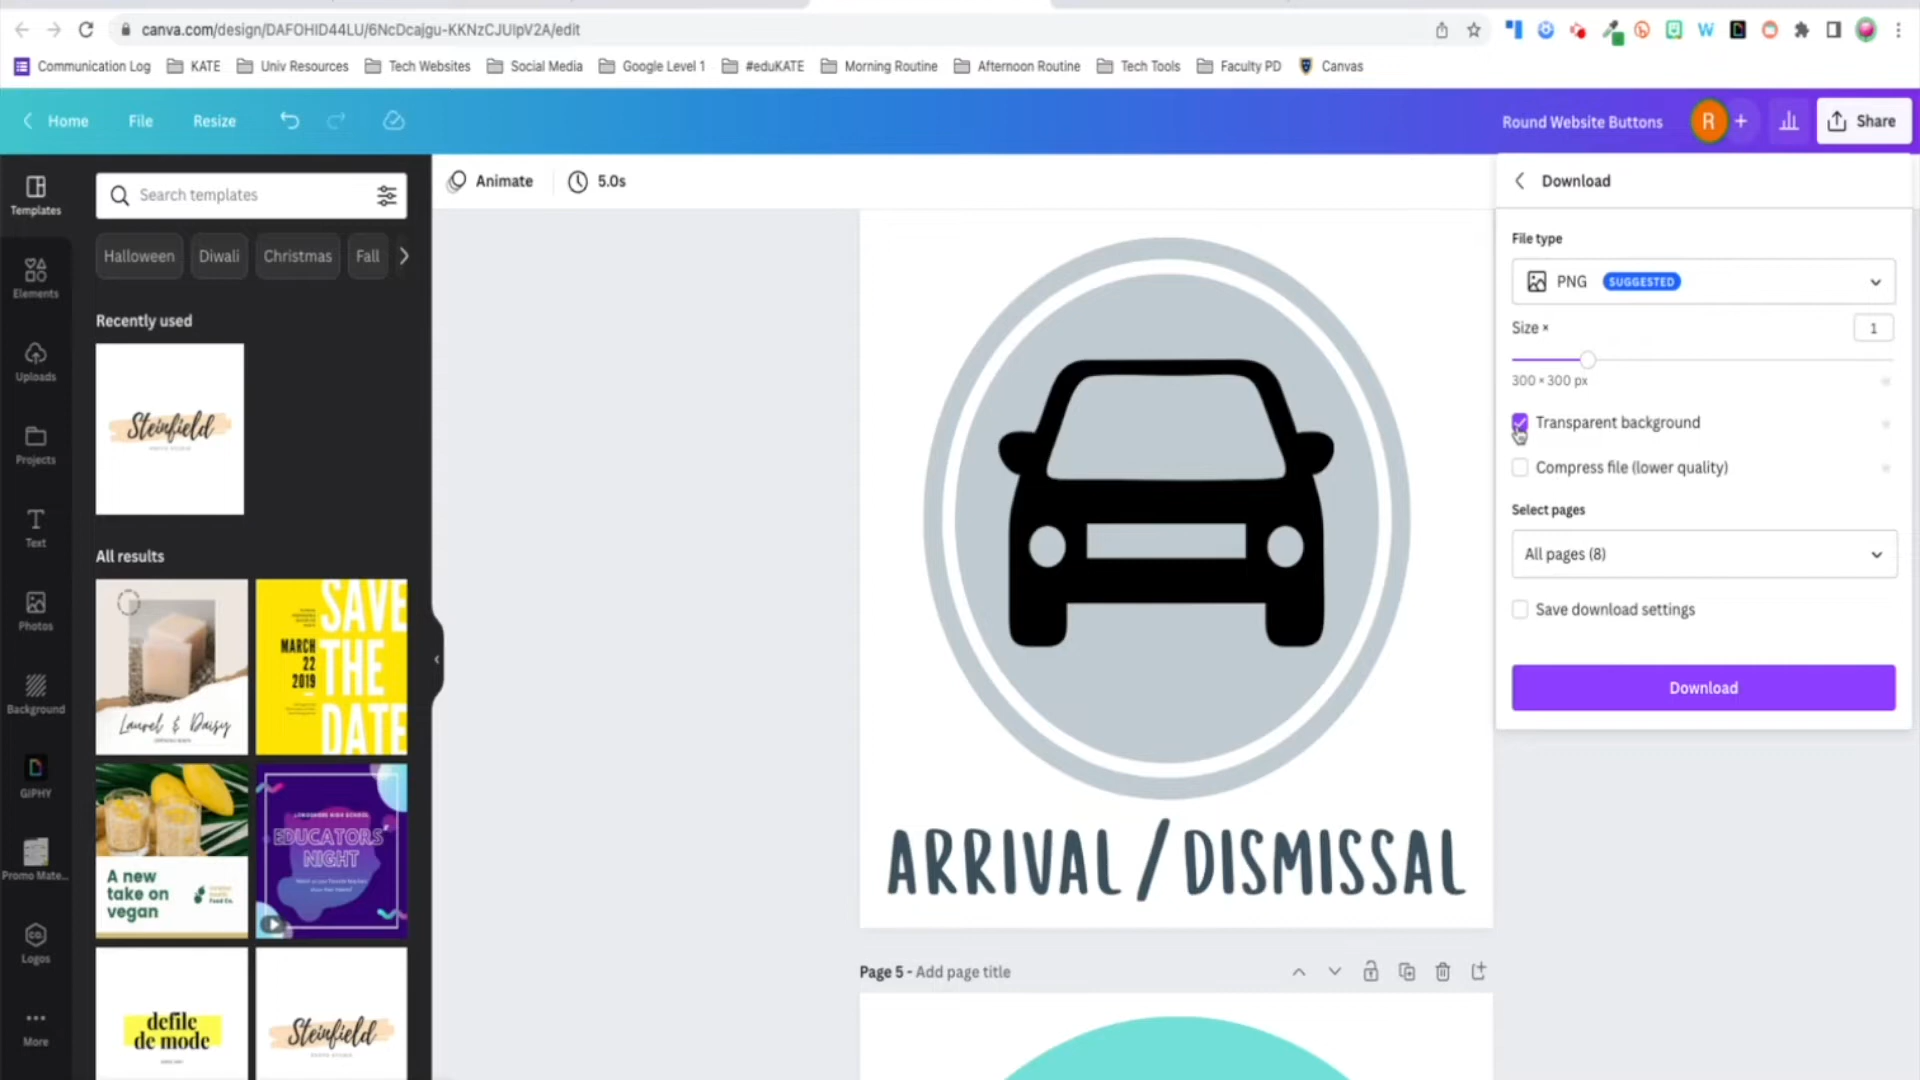 canva.com/design/DAFOHID44LU/6NcDcajgu-KKNzCJUIpV2A/edit
Communication Log KATE Univ Resources Tech Websites Social Media Google Level 1 #eduKATE Morning Routine Afternoon Routine Tech Tools Faculty PD Canvas
Home File Resize Round Website Buttons R + Share
Templates
Search templates
Animate 5.0s
Download
Halloween Diwali Christmas Fall
Elements
Recently used
Steinfield
Uploads
Projects
Text
All results
Photos
Laurel & Daisy
SAVE
THE
DATE
MARCH
22
2019
Background
GIPHY
A new
take on
vegan
EDUCATORS'
NIGHT
Promo Mate...
CO.
Logos
defile
de mode
Steinfield
More
ARRIVAL / DISMISSAL
Page 5 - Add page title
File type
PNG SUGGESTED
Size × 1
300 × 300 px
Transparent background
Compress file (lower quality)
Select pages
All pages (8)
Save download settings
Download